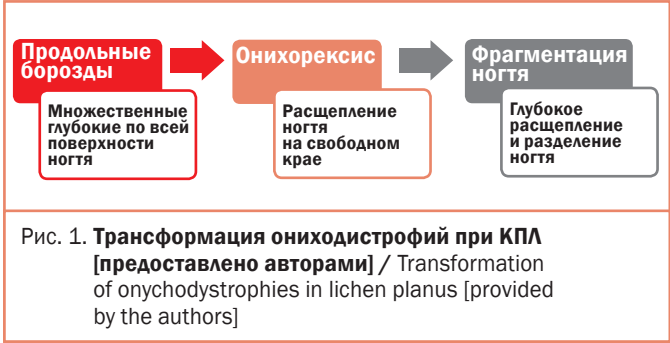 Продольные
борозды
Множественные
глубокие по всей
поверхности
ногтя
Онихорексис
Расщепление
ногтя
на свободном
крае
Фрагментация
ногтя
Глубокое
расщепление
и разделение
ногтя
Рис. 1. Трансформация ониходистрофий при КПЛ
[предоставлено авторами] / Transformation
of onychodystrophies in lichen planus [provided
by the authors]